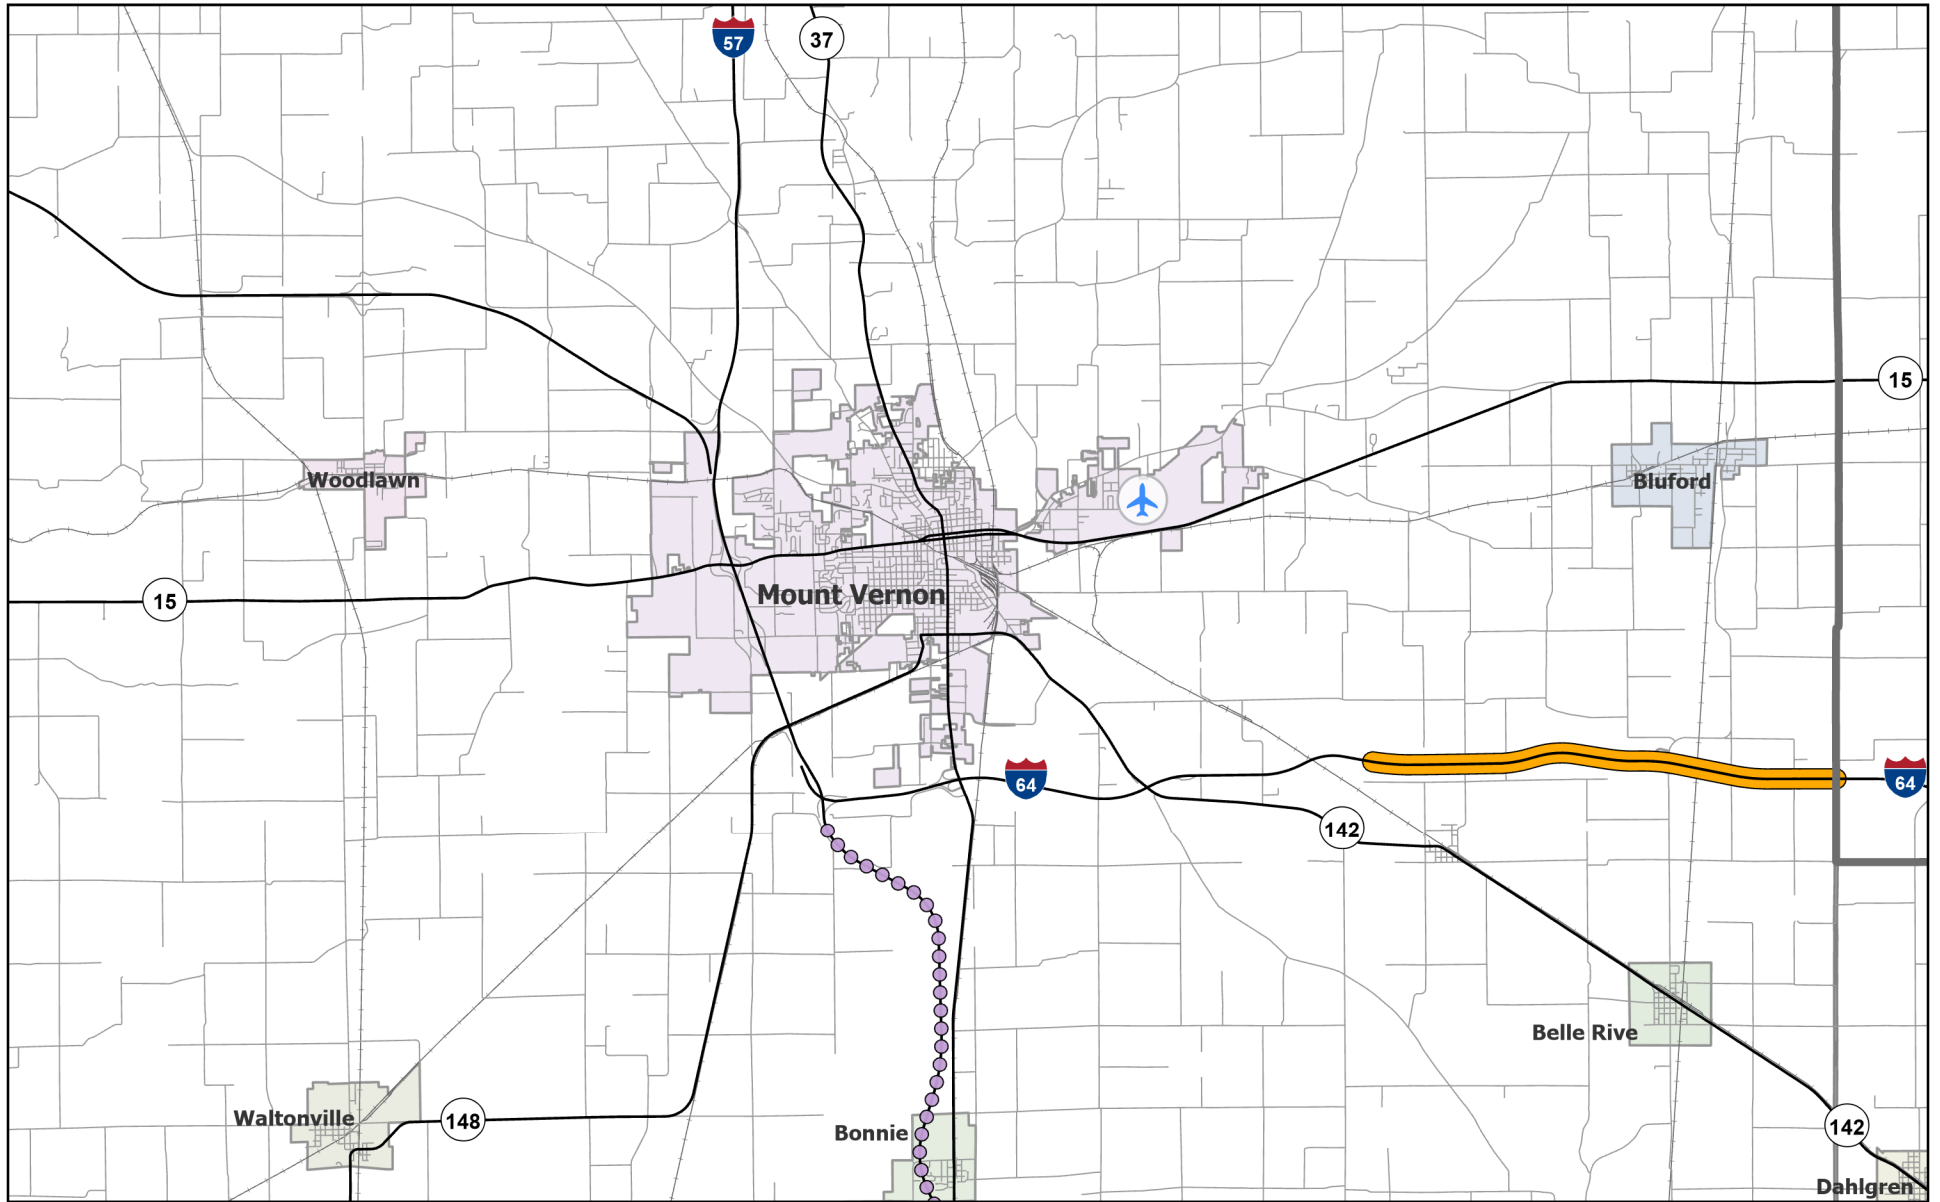 57
37
15
Woodlawn
Bluford
15
Mount Vernon
64
64
142
Belle Rive
Waltonville
148
Bonnie
142
Dahlgren